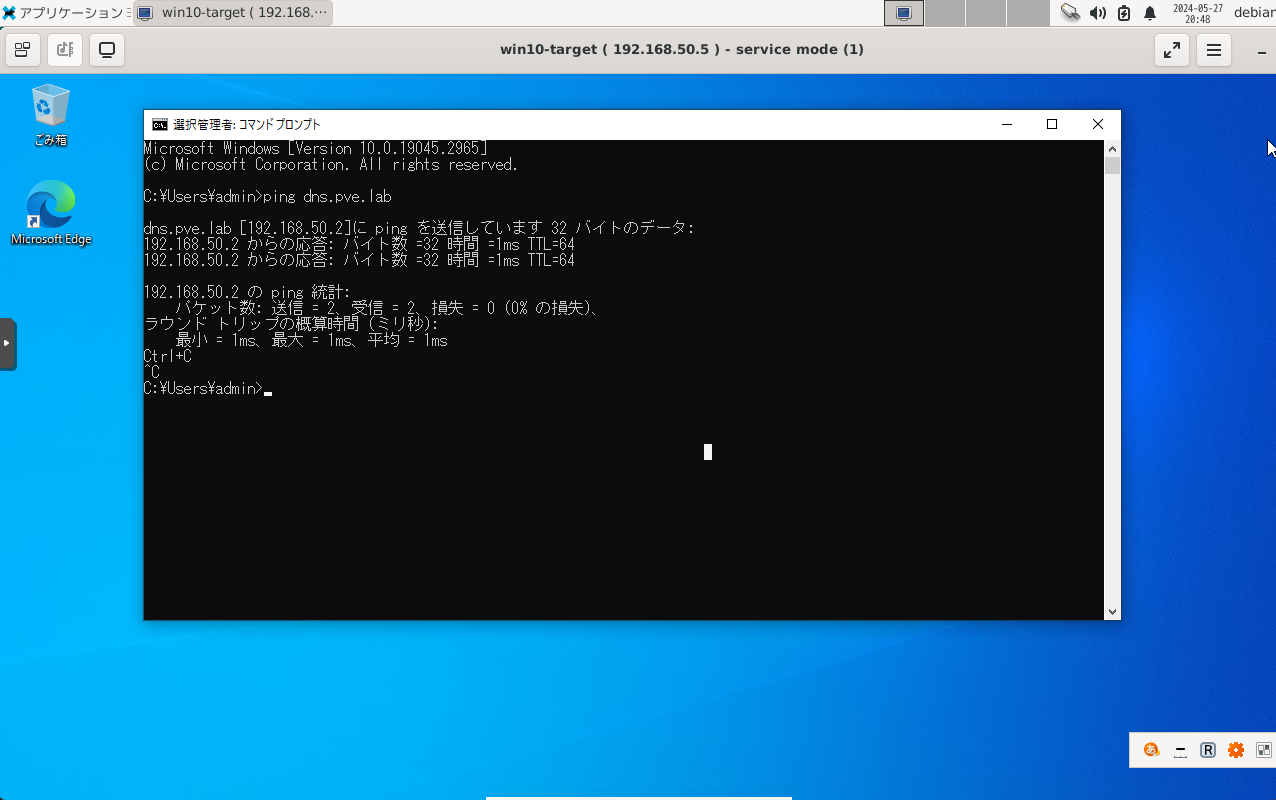 アプリケーション
win10-target ( 192.168.…
2024-05-27
20:48
debian
win10-target ( 192.168.50.5 ) - service mode (1)
ごみ箱
Microsoft Edge
選択管理者: コマンドプロンプト
Microsoft Windows [Version 10.0.19045.2965]
(c) Microsoft Corporation. All rights reserved.
C:¥Users¥admin>ping dns.pve.lab
dns.pve.lab [192.168.50.2]に ping を送信しています 32 バイトのデータ:
192.168.50.2 からの応答: バイト数 =32 時間 =1ms TTL=64
192.168.50.2 からの応答: バイト数 =32 時間 =1ms TTL=64
192.168.50.2 の ping 統計:
パケット数: 送信 = 2、受信 = 2、損失 = 0 (0% の損失)、
ラウンド トリップの概算時間 (ミリ秒):
最小 = 1ms、最大 = 1ms、平均 = 1ms
Ctrl+C
^C
C:¥Users¥admin>
あ R